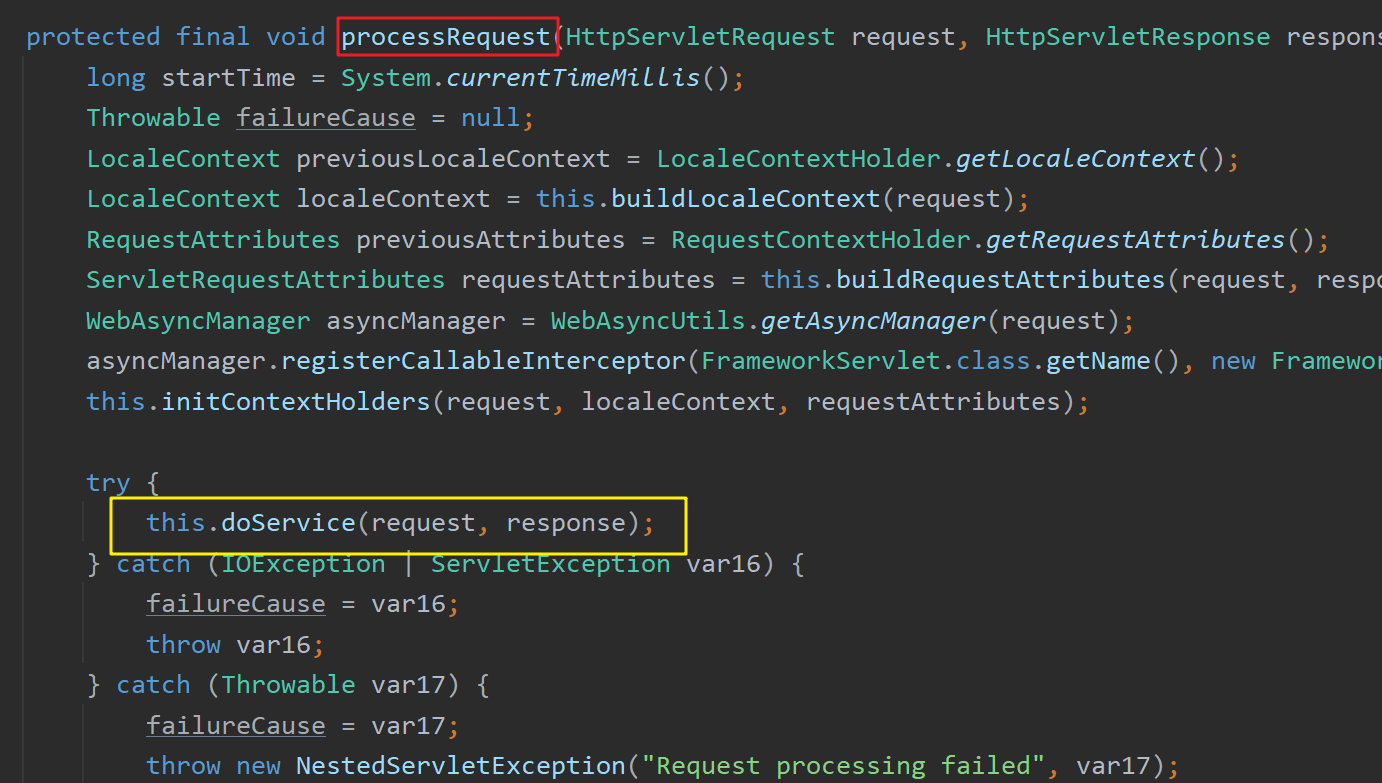 protected final void processRequest(HttpServletRequest request, HttpServletResponse respons
long startTime = System.currentTimeMillis();
Throwable failureCause = null;
LocaleContext previousLocaleContext = LocaleContextHolder.getLocaleContext();
LocaleContext localeContext = this.buildLocaleContext(request);
RequestAttributes previousAttributes = RequestContextHolder.getRequestAttributes();
ServletRequestAttributes requestAttributes = this.buildRequestAttributes(request, respo
WebAsyncManager asyncManager = WebAsyncUtils.getAsyncManager(request);
asyncManager.registerCallableInterceptor(FrameworkServlet.class.getName(), new Framewor
this.initContextHolders(request, localeContext, requestAttributes);
try {
this.doService(request, response);
} catch (IOException | ServletException var16) {
failureCause = var16;
throw var16;
} catch (Throwable var17) {
failureCause = var17;
throw new NestedServletException("Request processing failed", var17);